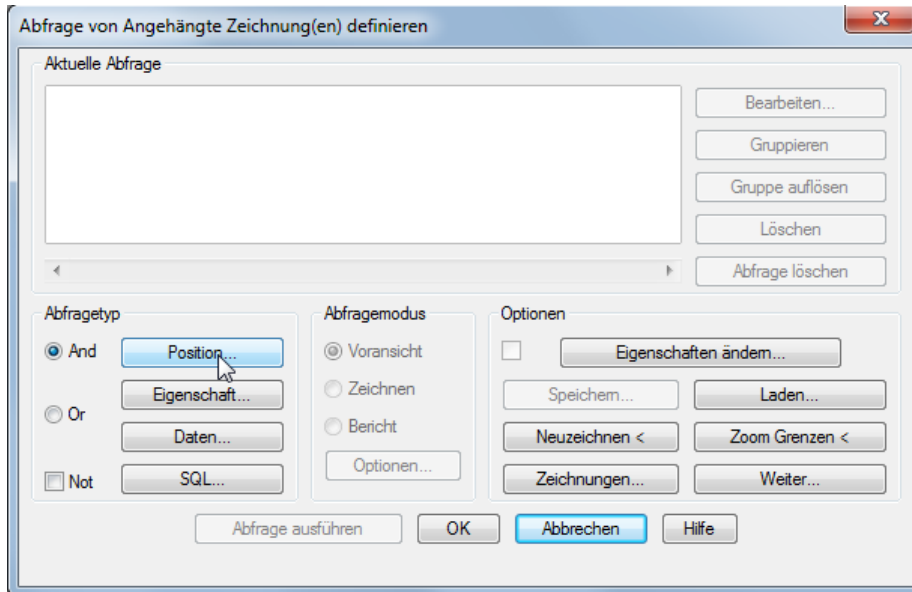 Abfrage von Angehängte Zeichnung(en) definieren
Aktuelle Abfrage
Bearbeiten...
Gruppieren
Gruppe auflösen
Löschen
Abfrage löschen
Abfragetyp
And
Position...
Eigenschaft...
Or
Daten...
Not
SQL...
Abfragemodus
Voransicht
Zeichnen
Bericht
Optionen...
Optionen
Eigenschaften ändern...
Speichern...
Laden...
Neuzeichnen <
Zoom Grenzen <
Zeichnungen...
Weiter...
Abfrage ausführen
OK
Abbrechen
Hilfe